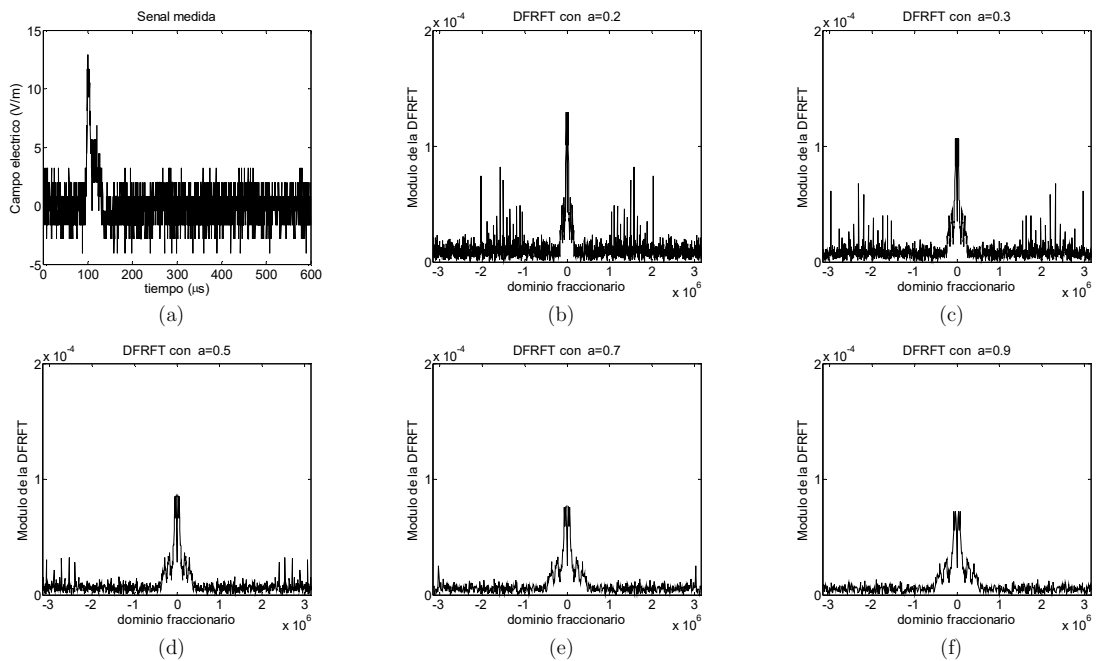 Senal medida
Campo electrico (V/m)
15
10
5
0
-5
0 100 200 300 400 500 600
tiempo (μs)
(a)
DFRFT con a=0.2
x 10^-4
Modulo de la DFRFT
2
1
0
-3 -2 -1 0 1 2 3
dominio fraccionario
x 10^6
(b)
DFRFT con a=0.3
x 10^-4
Modulo de la DFRFT
2
1
0
-3 -2 -1 0 1 2 3
dominio fraccionario
x 10^6
(c)
DFRFT con a=0.5
x 10^-4
Modulo de la DFRFT
2
1
0
-3 -2 -1 0 1 2 3
dominio fraccionario
x 10^6
(d)
DFRFT con a=0.7
x 10^-4
Modulo de la DFRFT
2
1
0
-3 -2 -1 0 1 2 3
dominio fraccionario
x 10^6
(e)
DFRFT con a=0.9
x 10^-4
Modulo de la DFRFT
2
1
0
-3 -2 -1 0 1 2 3
dominio fraccionario
x 10^6
(f)